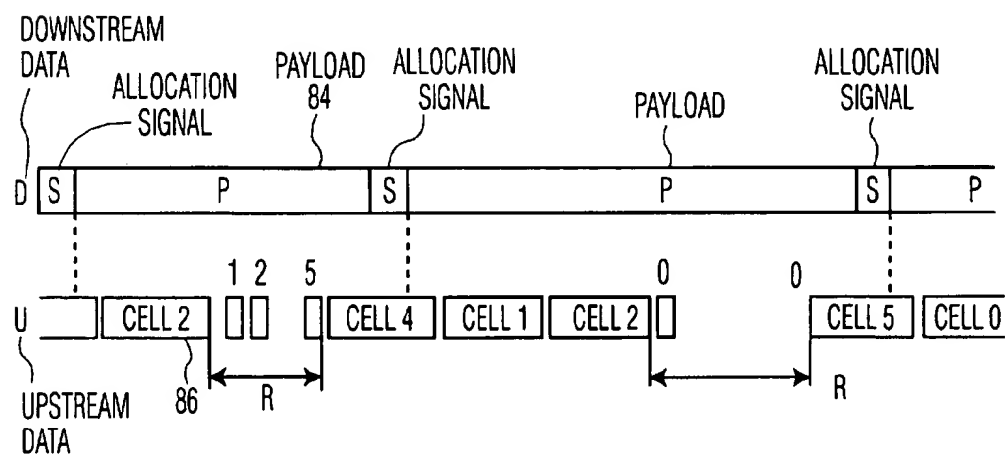 DOWNSTREAM
DATA
ALLOCATION
SIGNAL
PAYLOAD
84
ALLOCATION
SIGNAL
PAYLOAD
ALLOCATION
SIGNAL
D S P S P S P
1 2 5 0 0
U CELL 2 CELL 4 CELL 1 CELL 2 CELL 5 CELL 0
86 R R
UPSTREAM
DATA